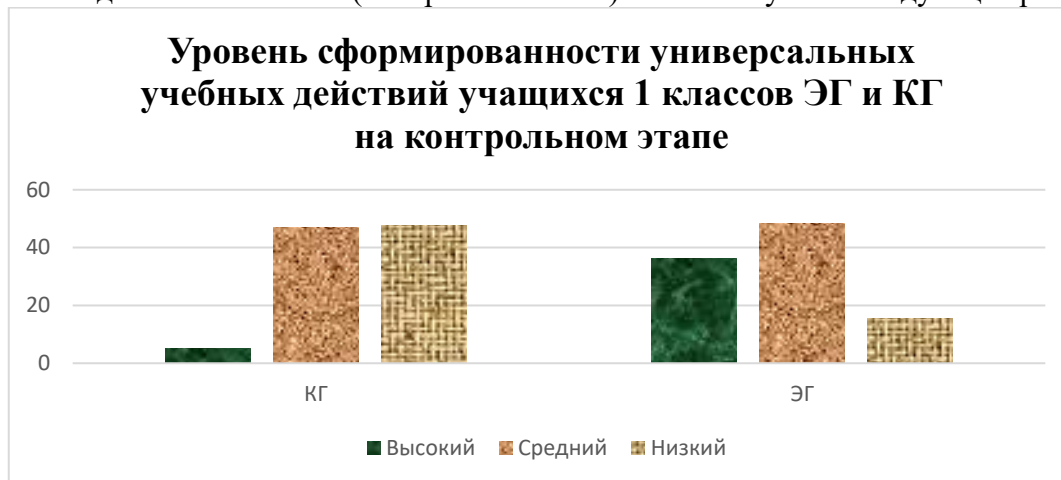 Уровень сформированности универсальных
учебных действий учащихся 1 классов ЭГ и КГ
на контрольном этапе
60
40
20
0
КГ ЭГ
Высокий Средний Низкий